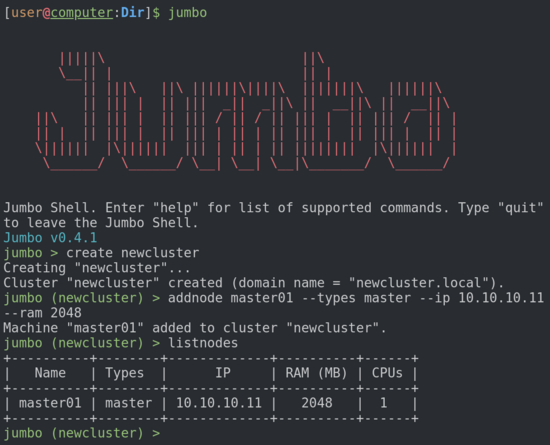 [user@computer:Dir]$ jumbo
Jumbo
Jumbo Shell. Enter "help" for list of supported commands. Type "quit"
to leave the Jumbo Shell.
Jumbo v0.4.1
jumbo > create newcluster
Creating "newcluster"...
Cluster "newcluster" created (domain name = "newcluster.local").
jumbo (newcluster) > addnode master01 --types master --ip 10.10.10.11
--ram 2048
Machine "master01" added to cluster "newcluster".
jumbo (newcluster) > listnodes
+----------+--------+-------------+----------+------+
| Name | Types | IP | RAM (MB) | CPUs |
+----------+--------+-------------+----------+------+
| master01 | master | 10.10.10.11 | 2048 | 1 |
+----------+--------+-------------+----------+------+
jumbo (newcluster) >